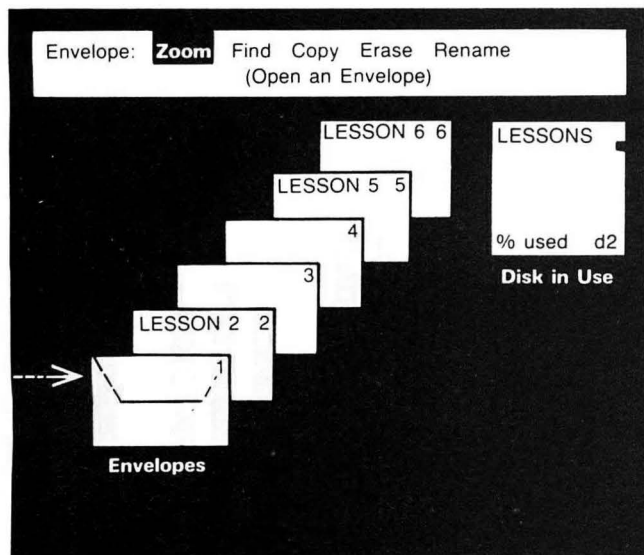 Envelope: Zoom Find Copy Erase Rename
(Open an Envelope)
LESSON 6 6
LESSON 5 5
4
3
LESSON 2 2
1
Envelopes
LESSONS
% used d2
Disk in Use